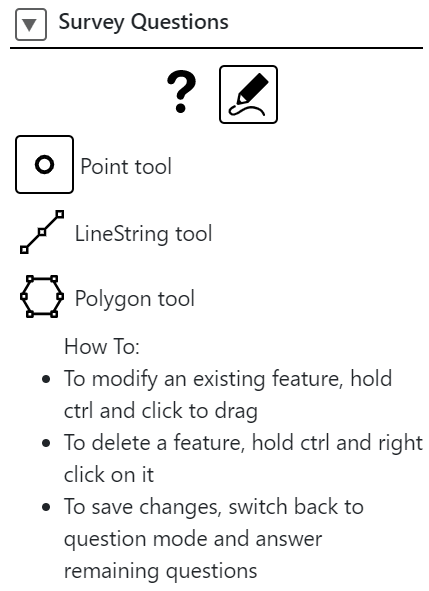 Survey Questions
Point tool
LineString tool
Polygon tool
How To:
To modify an existing feature, hold
ctrl and click to drag
To delete a feature, hold ctrl and right
click on it
To save changes, switch back to
question mode and answer
remaining questions